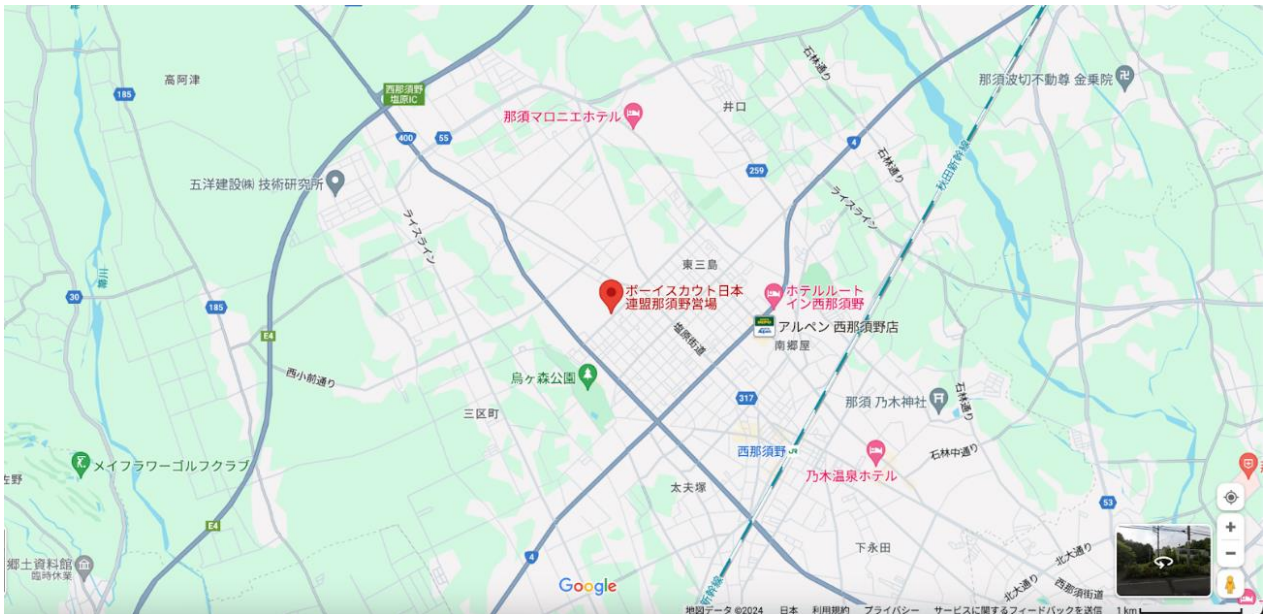 高阿津
185
西那須野
塩原IC
400
55
那須マロニエホテル
井口
石林通り
那須波切不動尊 金乗院
4
259
石林通り
秋田新幹線
五洋建設㈱ 技術研究所
ライスライン
ライスライン
箒川
30
185
E4
東三島
ボーイスカウト日本
連盟那須野営場
ホテルルート
イン西那須野
アルペン 西那須野店
塩原街道
南郷屋
西小前通り
烏ヶ森公園
三区町
317
那須 乃木神社
石林通り
西那須野
石林中通り
乃木温泉ホテル
メイフラワーゴルフクラブ
佐野
太夫塚
53
E4
4
下永田
北大通り
北大通り
西那須街道
郷土資料館
臨時休業
新幹線
Google
地図データ ©2024 日本 利用規約 プライバシー サービスに関するフィードバックを送信 1 km